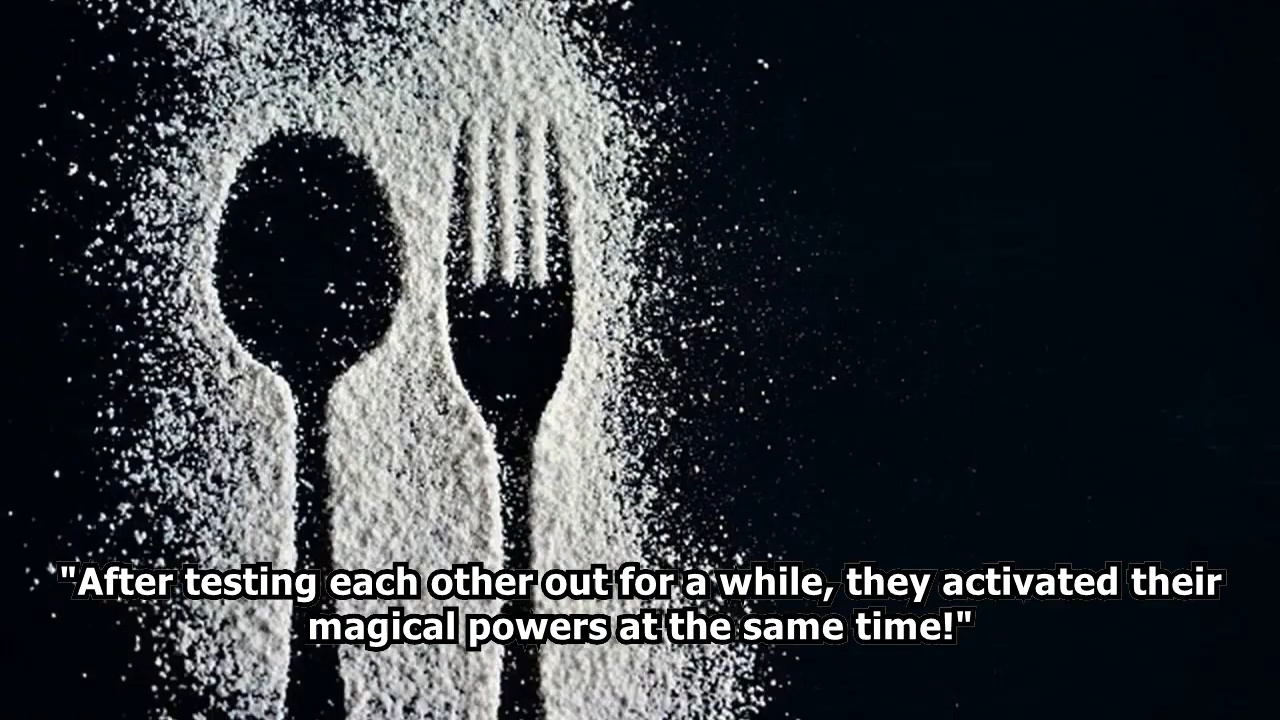 "After testing each other out for a while, they activated their
magical powers at the same time!"